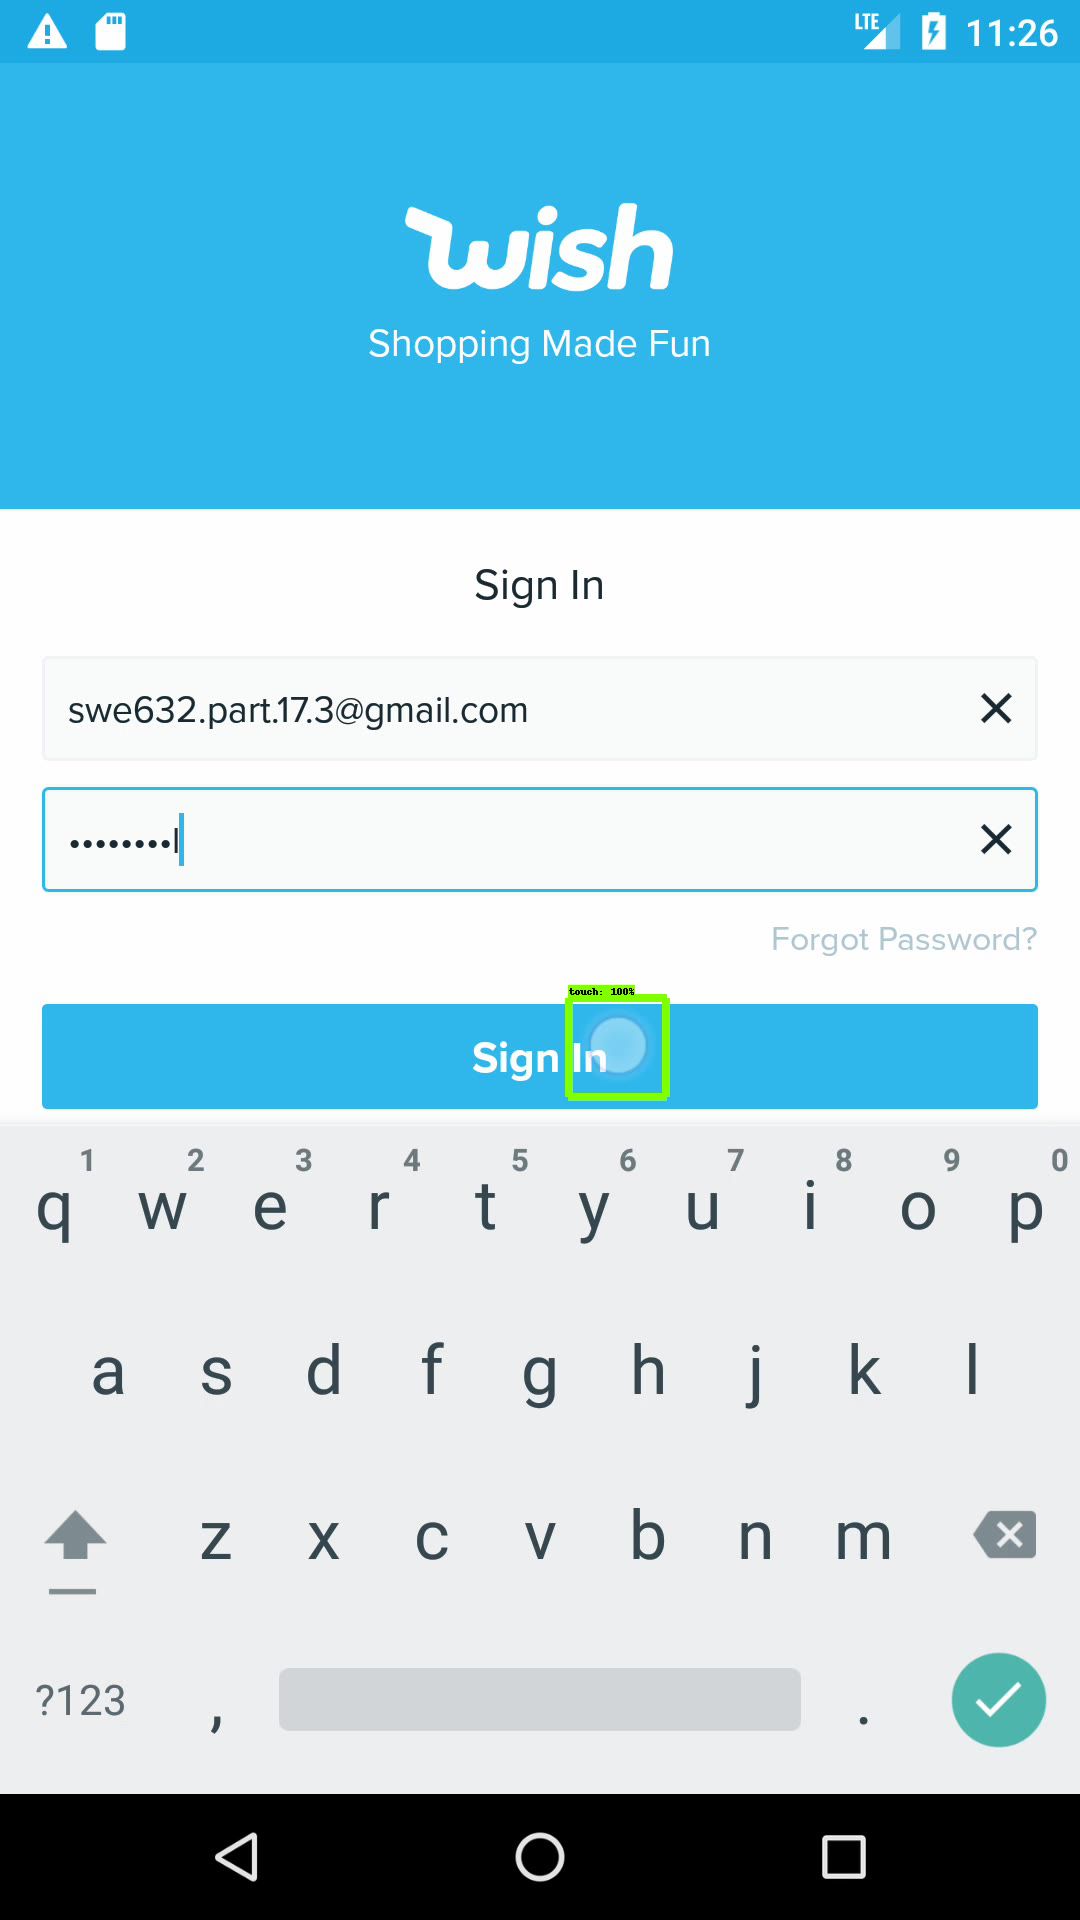 LTE 11:26
wish
Shopping Made Fun
Sign In
swe632.part.17.3@gmail.com
••••••••l
Forgot Password?
touch: 100%
Sign In
1 2 3 4 5 6 7 8 9 0
q w e r t y u i o p
a s d f g h j k l
z x c v b n m
?123 , .